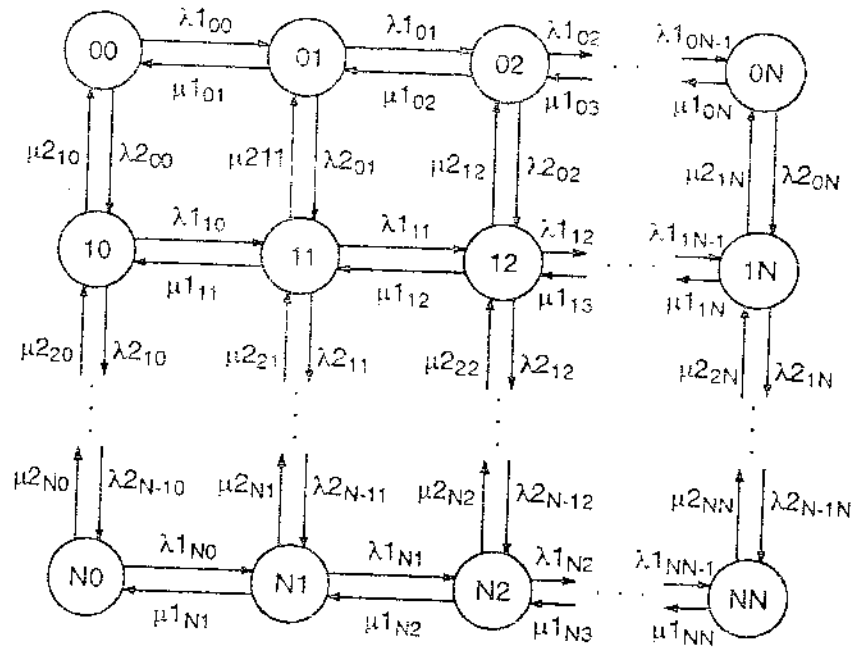 00 λ1₀₀ 01 λ1₀₁ 02 λ1₀₂ . . . λ1₀N-1 0N
μ1₀₁ μ1₀₂ μ1₀₃ μ1₀N
μ2₁₀ λ2₀₀ μ211 λ2₀₁ μ2₁₂ λ2₀₂ μ2₁N λ2₀N
10 λ1₁₀ 11 λ1₁₁ 12 λ1₁₂ . . . λ1₁N-1 1N
μ1₁₁ μ1₁₂ μ1₁₃ μ1₁N
μ2₂₀ λ2₁₀ μ2₂₁ λ2₁₁ μ2₂₂ λ2₁₂ μ2₂N λ2₁N
μ2N0 λ2N-10 μ2N1 λ2N-11 μ2N2 λ2N-12 μ2NN λ2N-1N
N0 λ1N0 N1 λ1N1 N2 λ1N2 . . . λ1NN-1 NN
μ1N1 μ1N2 μ1N3 μ1NN